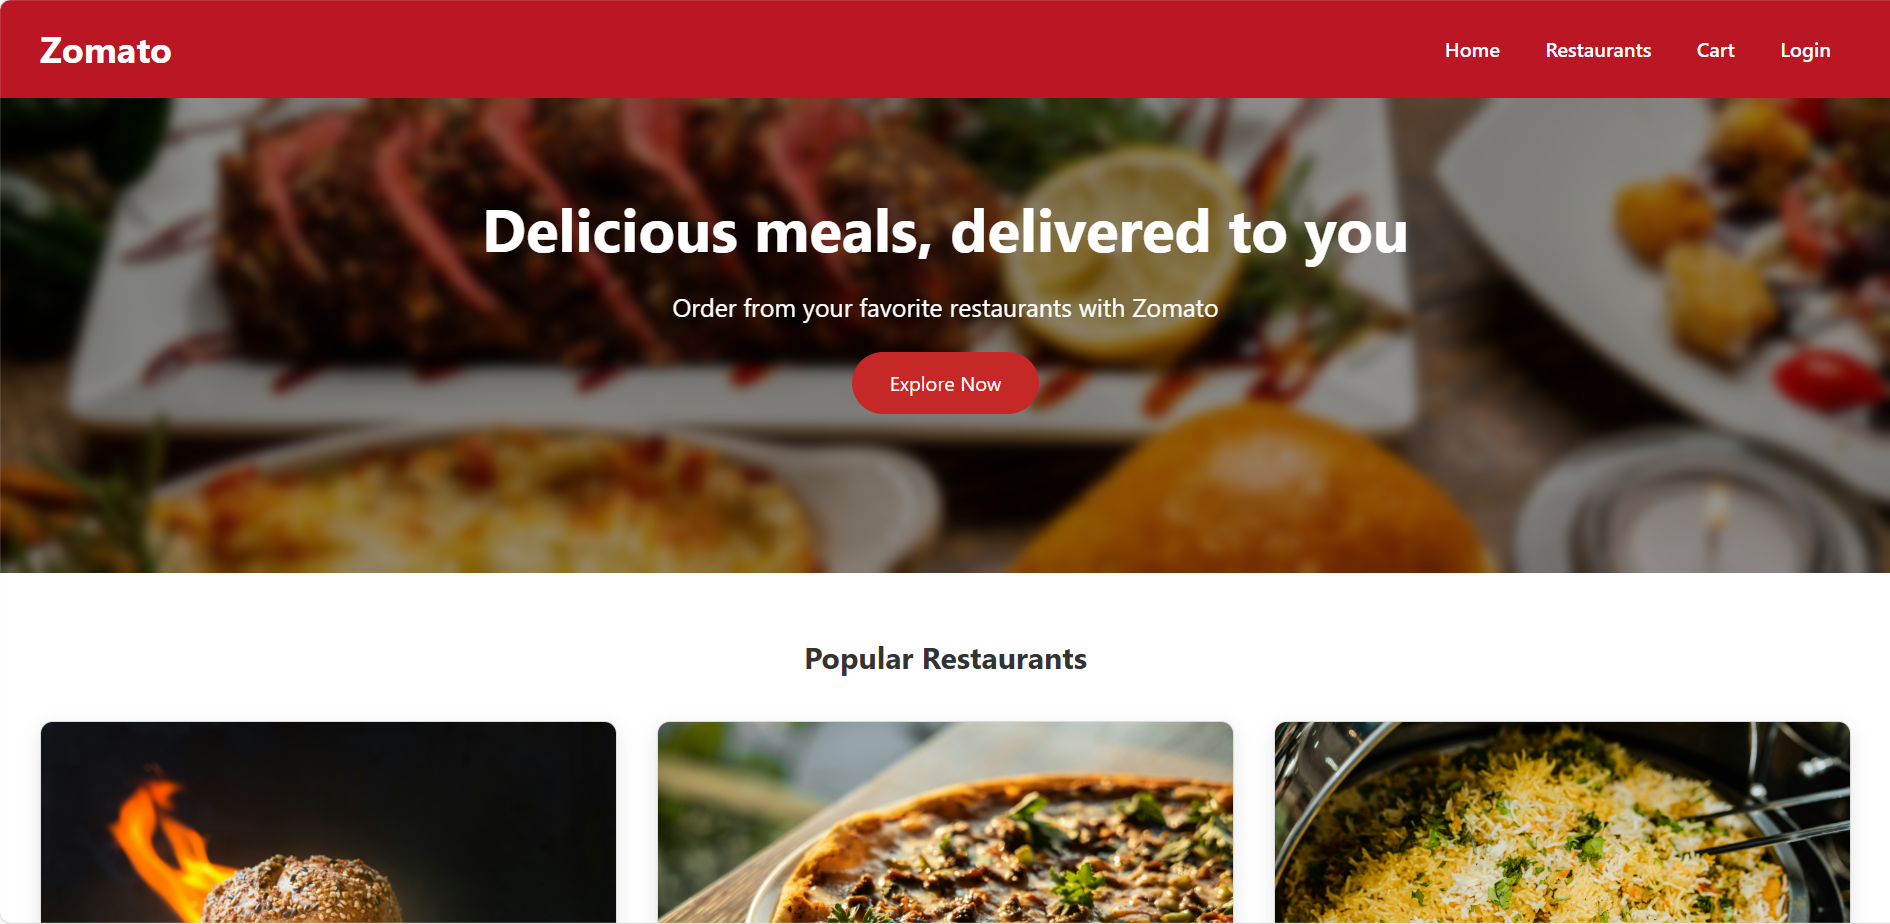 Zomato
Home
Restaurants
Cart
Login
Delicious meals, delivered to you
Order from your favorite restaurants with Zomato
Explore Now
Popular Restaurants